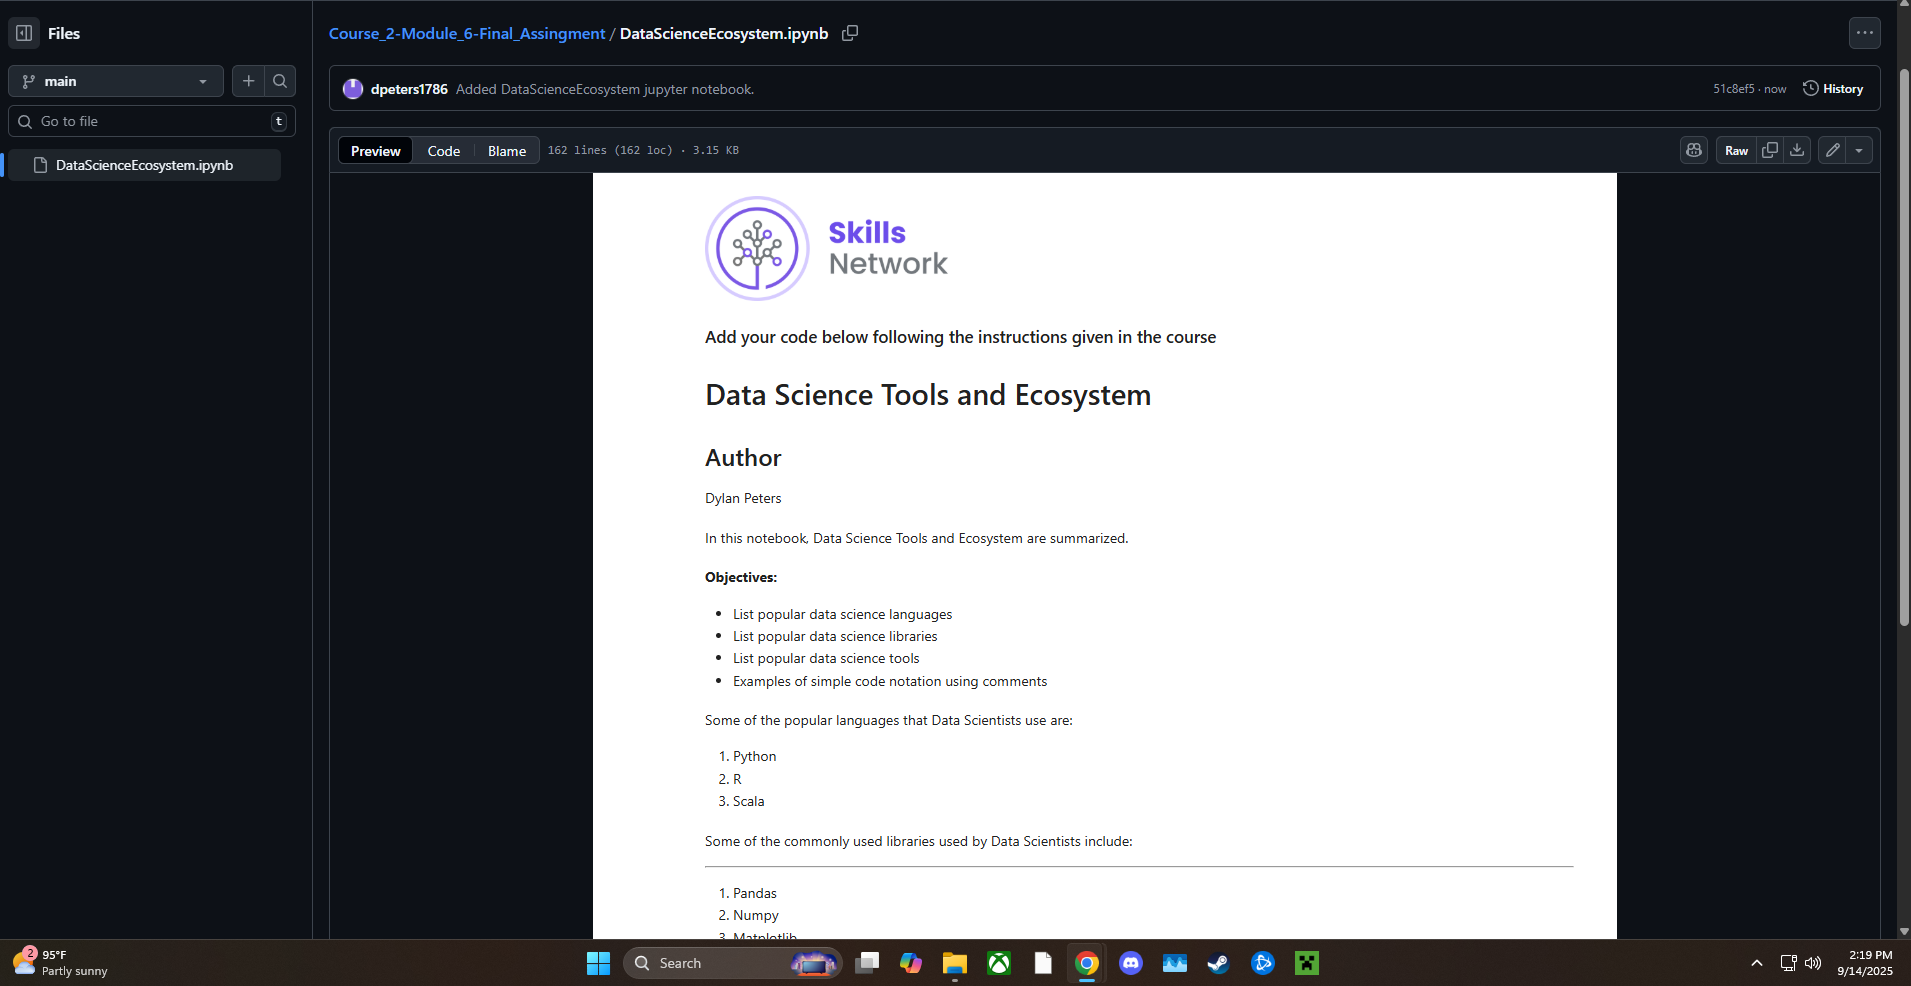 Files
main
Go to file
t
DataScienceEcosystem.ipynb
Course_2-Module_6-Final_Assingment / DataScienceEcosystem.ipynb
dpeters1786 Added DataScienceEcosystem jupyter notebook.
51c8ef5 · now
History
Preview
Code
Blame
162 lines (162 loc) · 3.15 KB
Raw
Skills
Network
Add your code below following the instructions given in the course
Data Science Tools and Ecosystem
Author
Dylan Peters
In this notebook, Data Science Tools and Ecosystem are summarized.
Objectives:
• List popular data science languages
• List popular data science libraries
• List popular data science tools
• Examples of simple code notation using comments
Some of the popular languages that Data Scientists use are:
1. Python
2. R
3. Scala
Some of the commonly used libraries used by Data Scientists include:
1. Pandas
2. Numpy
3. Matplotlib
2
95°F
Partly sunny
Search
2:19 PM
9/14/2025